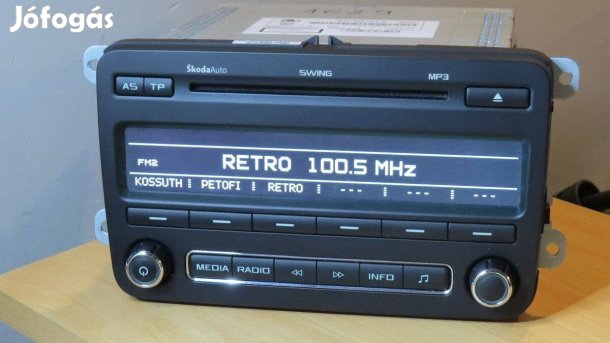 Jófogás
ŠkodaAuto SWING MP3
AS TP
FM2 RETRO 100.5 MHz
KOSSUTH PETOFI RETRO --- --- ---
MEDIA RADIO INFO